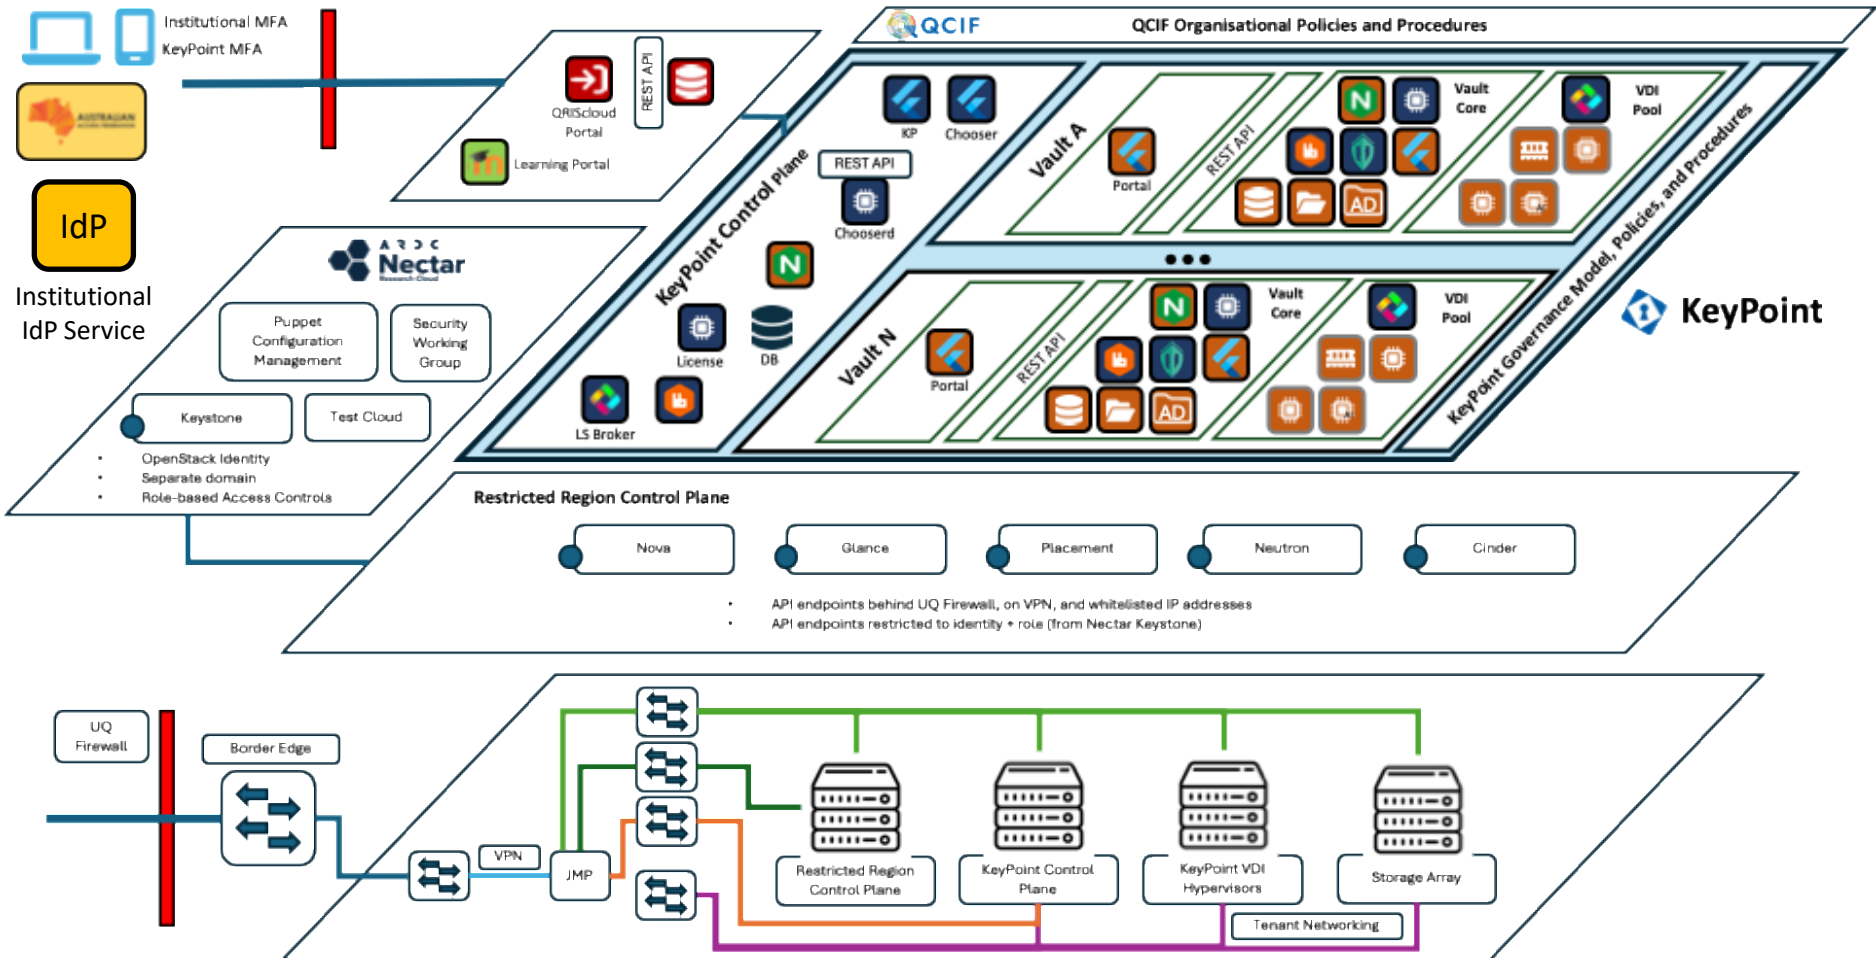 Institutional MFA
KeyPoint MFA
AUSTRALIAN
ACCESS FEDERATION
IdP
Institutional
IdP Service
QRIScloud
Portal
REST API
Learning Portal
QCIF
QCIF Organisational Policies and Procedures
KeyPoint Control Plane
KP
Chooser
REST API
Chooserd
License
DB
LS Broker
Vault A
Portal
REST API
Vault
Core
AD
VDI
Pool
Vault N
Portal
REST API
Vault
Core
AD
VDI
Pool
KeyPoint Governance Model, Policies, and Procedures
KeyPoint
ARDC
Nectar
Research Cloud
Puppet
Configuration
Management
Security
Working
Group
Keystone
Test Cloud
• OpenStack Identity
• Separate domain
• Role-based Access Controls
Restricted Region Control Plane
Nova
Glance
Placement
Neutron
Cinder
• API endpoints behind UQ Firewall, on VPN, and whitelisted IP addresses
• API endpoints restricted to identity + role (from Nectar Keystone)
UQ
Firewall
Border Edge
VPN
JMP
Restricted Region
Control Plane
KeyPoint Control
Plane
KeyPoint VDI
Hypervisors
Storage Array
Tenant Networking